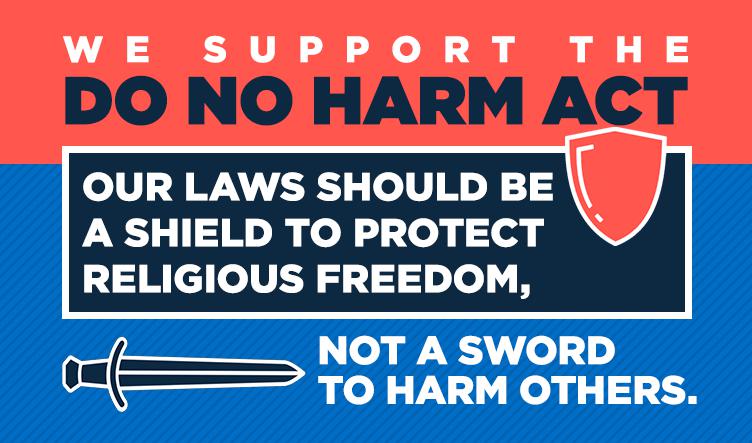 WE SUPPORT THE
DO NO HARM ACT
OUR LAWS SHOULD BE
A SHIELD TO PROTECT
RELIGIOUS FREEDOM,
NOT A SWORD
TO HARM OTHERS.